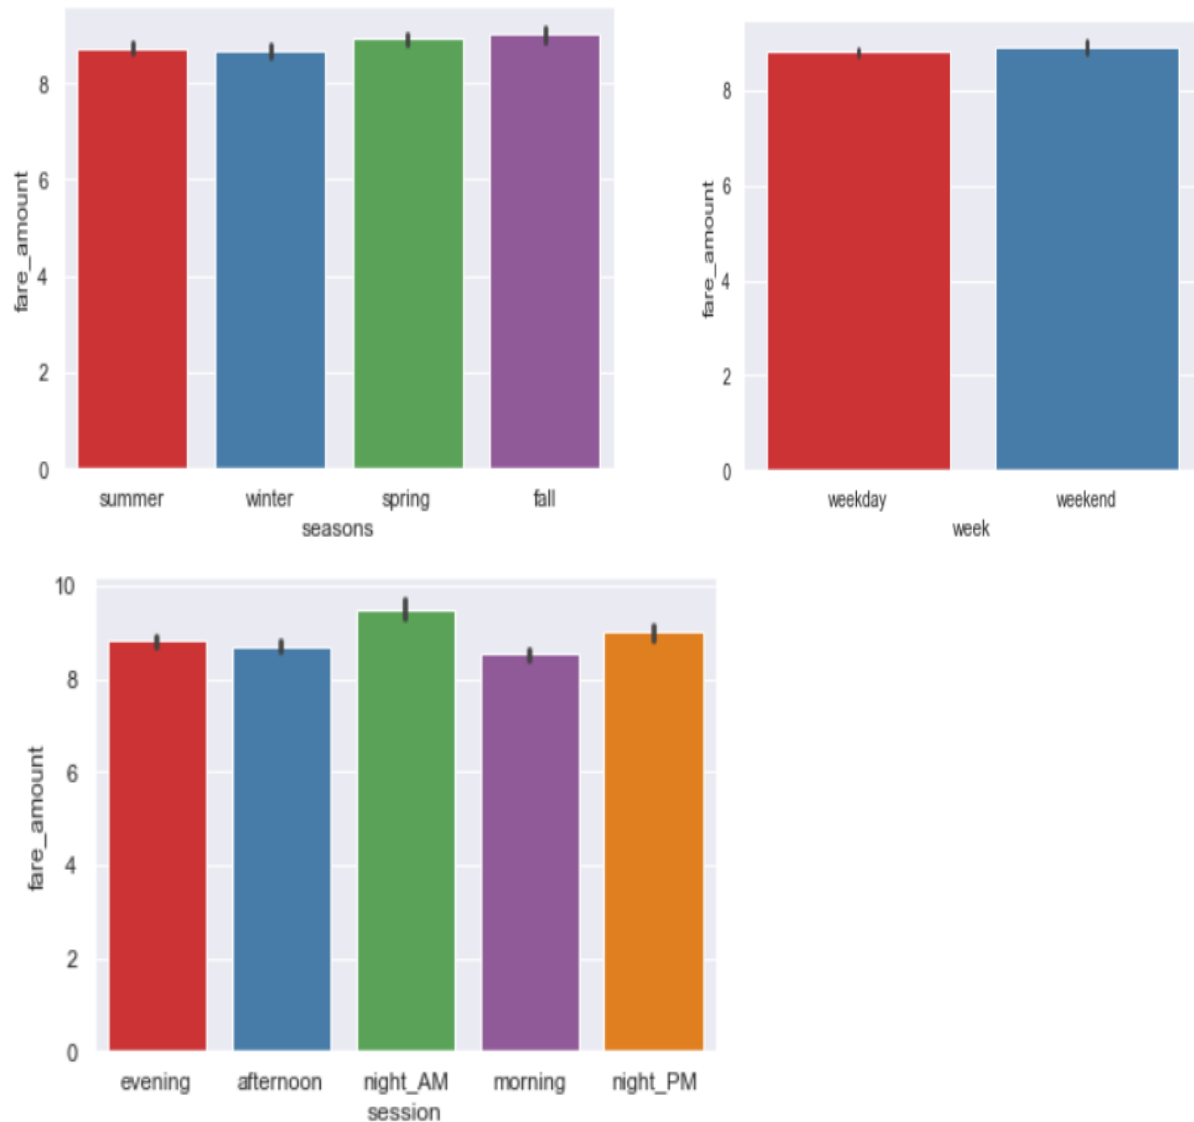 8
6
4
2
0
fare_amount
summer winter spring fall
seasons
8
6
4
2
0
fare_amount
weekday weekend
week
10
8
6
4
2
0
fare_amount
evening afternoon night_AM morning night_PM
session